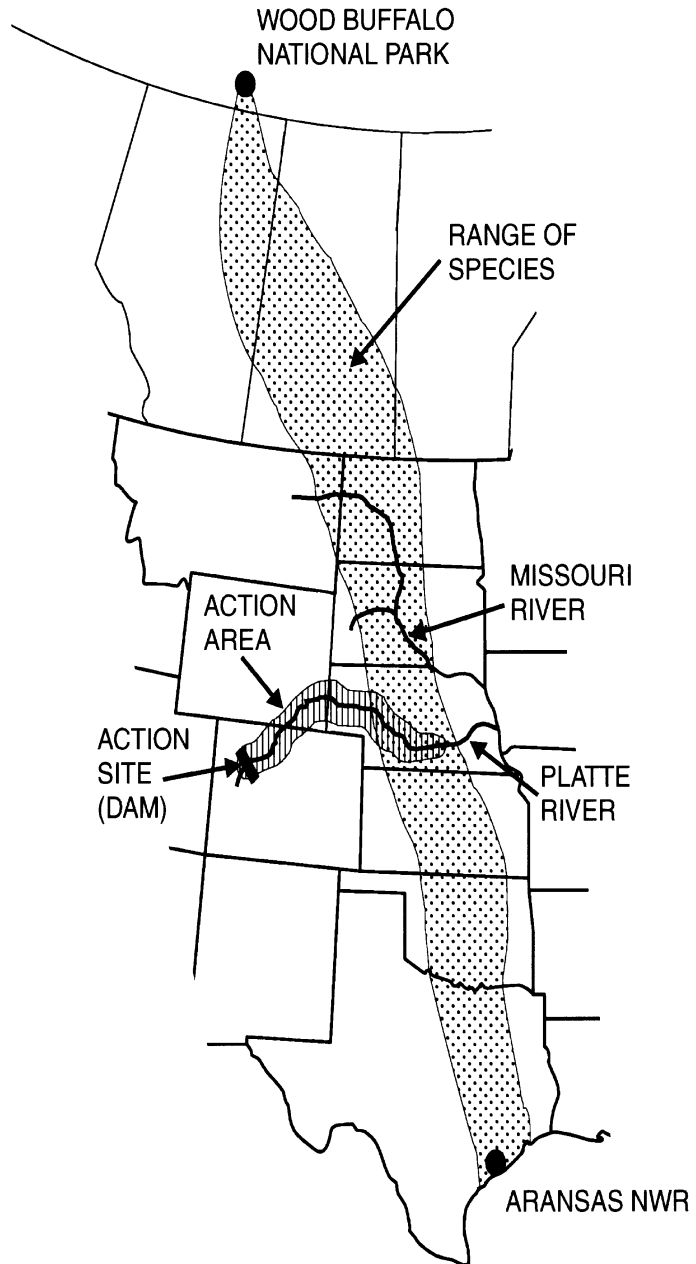 WOOD BUFFALO
NATIONAL PARK
RANGE OF
SPECIES
MISSOURI
RIVER
ACTION
AREA
ACTION
SITE
(DAM)
PLATTE
RIVER
ARANSAS NWR